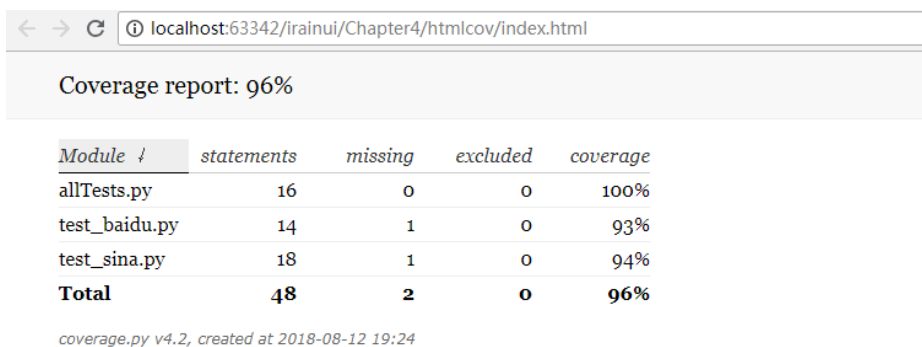 localhost:63342/irainui/Chapter4/htmlcov/index.html
Coverage report: 96%
Module ↓ statements missing excluded coverage
allTests.py 16 0 0 100%
test_baidu.py 14 1 0 93%
test_sina.py 18 1 0 94%
Total 48 2 0 96%
coverage.py v4.2, created at 2018-08-12 19:24